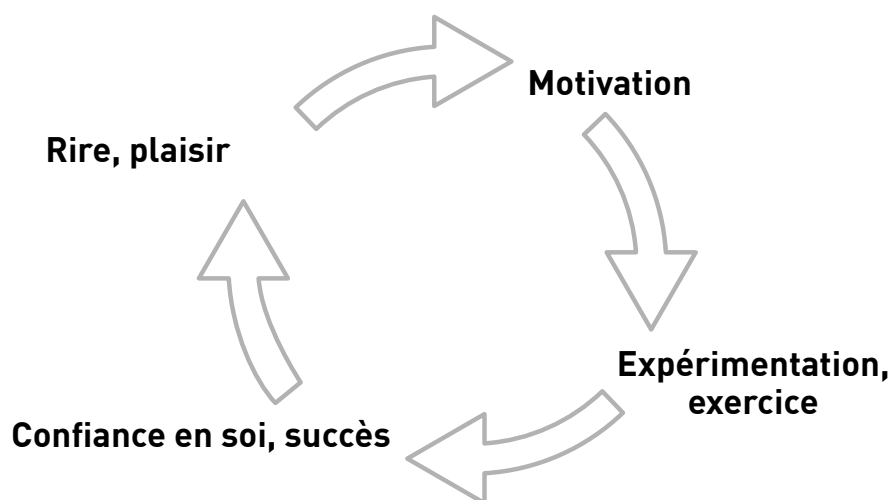 Motivation
Rire, plaisir
Expérimentation,
exercice
Confiance en soi, succès